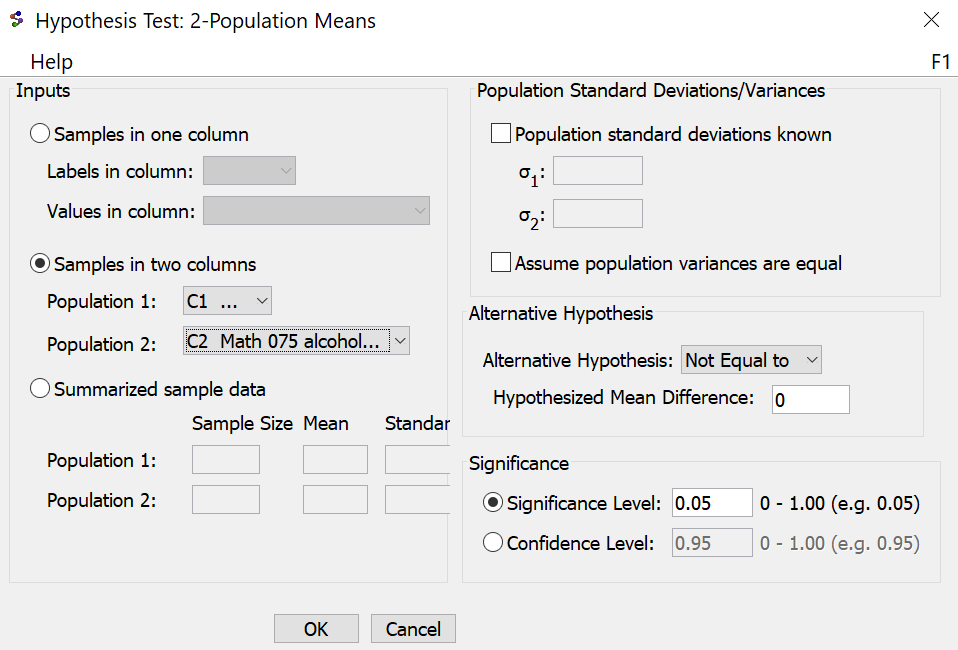 Hypothesis Test: 2-Population Means
Help F1
Inputs
Samples in one column
Labels in column:
Values in column:
Samples in two columns
Population 1: C1 ...
Population 2: C2 Math 075 alcohol...
Summarized sample data
Sample Size Mean Standar
Population 1:
Population 2:
Population Standard Deviations/Variances
Population standard deviations known
σ1:
σ2:
Assume population variances are equal
Alternative Hypothesis
Alternative Hypothesis: Not Equal to
Hypothesized Mean Difference: 0
Significance
Significance Level: 0.05 0 - 1.00 (e.g. 0.05)
Confidence Level: 0.95 0 - 1.00 (e.g. 0.95)
OK Cancel